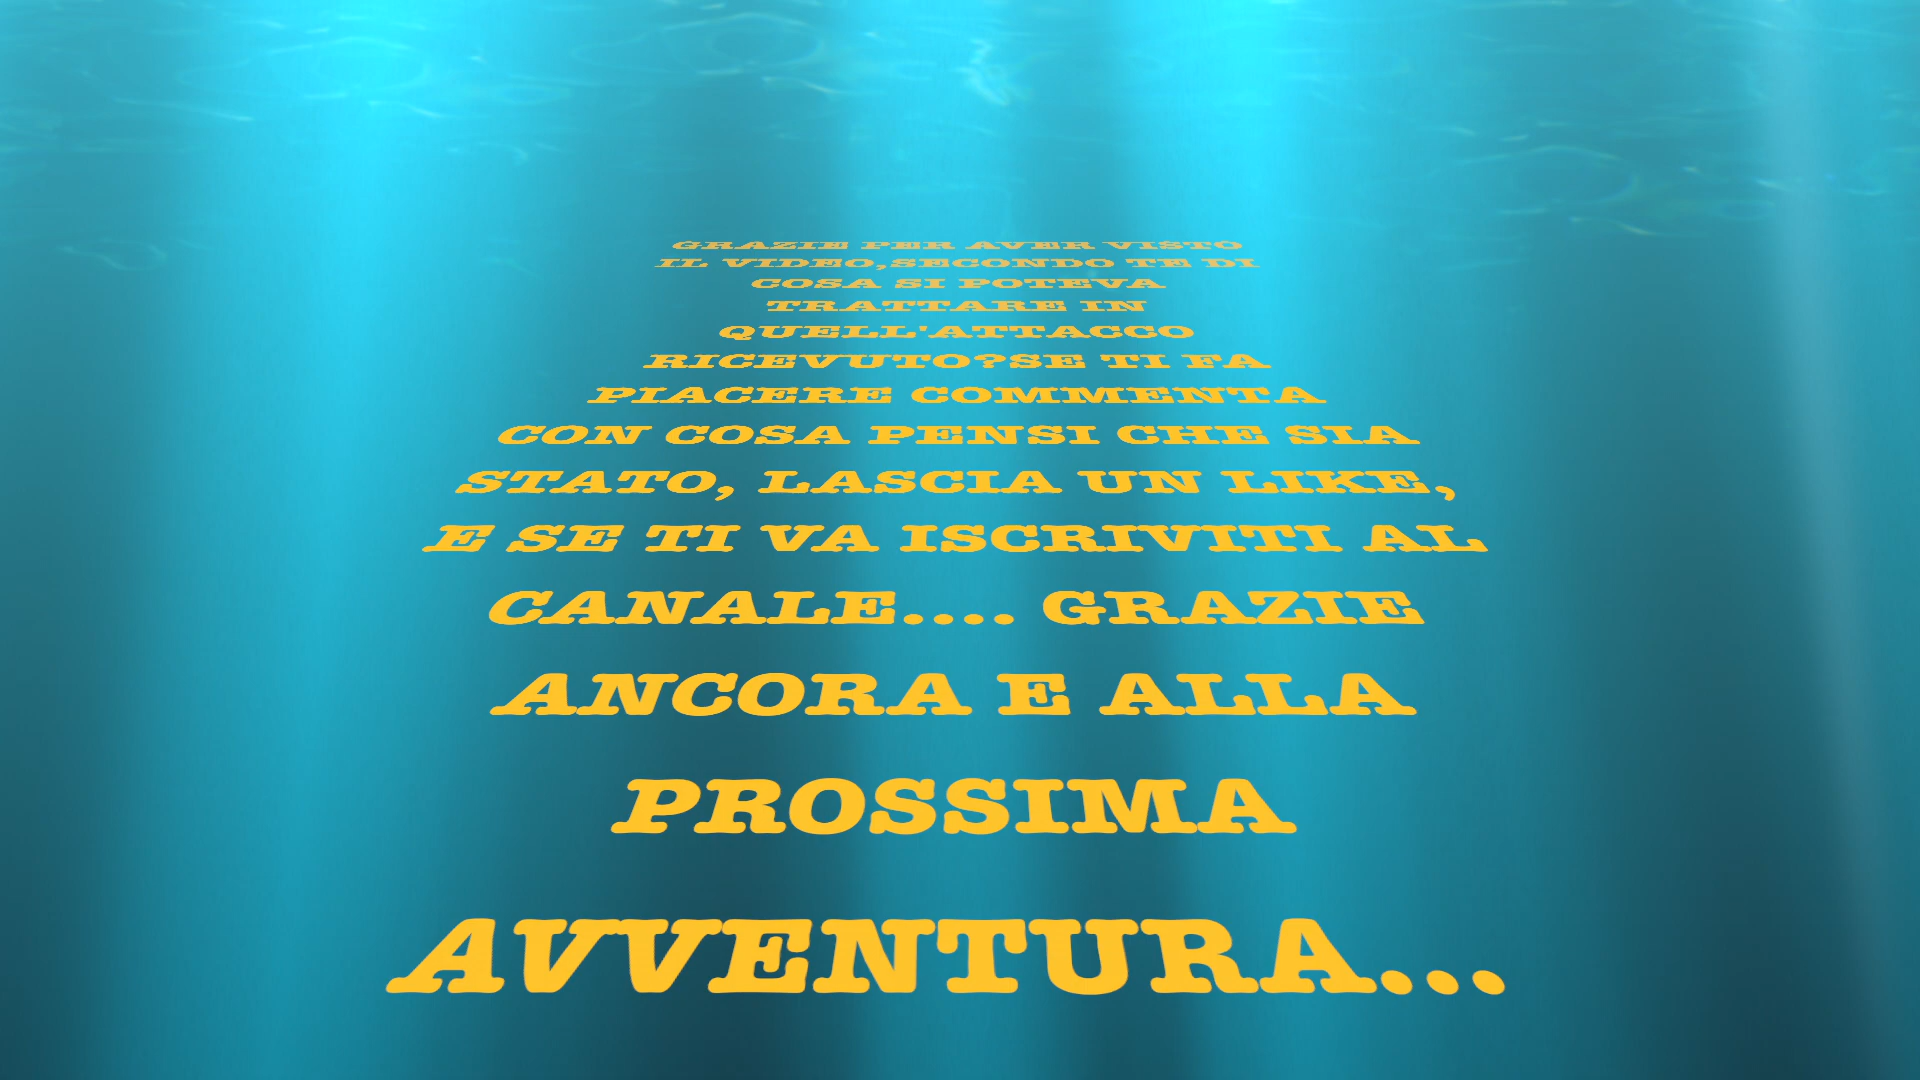 GRAZIE PER AVER VISTO
IL VIDEO,SECONDO TE DI
COSA SI POTEVA
TRATTARE IN
QUELL'ATTACCO
RICEVUTO?SE TI FA
PIACERE COMMENTA
CON COSA PENSI CHE SIA
STATO, LASCIA UN LIKE,
E SE TI VA ISCRIVITI AL
CANALE.... GRAZIE
ANCORA E ALLA
PROSSIMA
AVVENTURA...